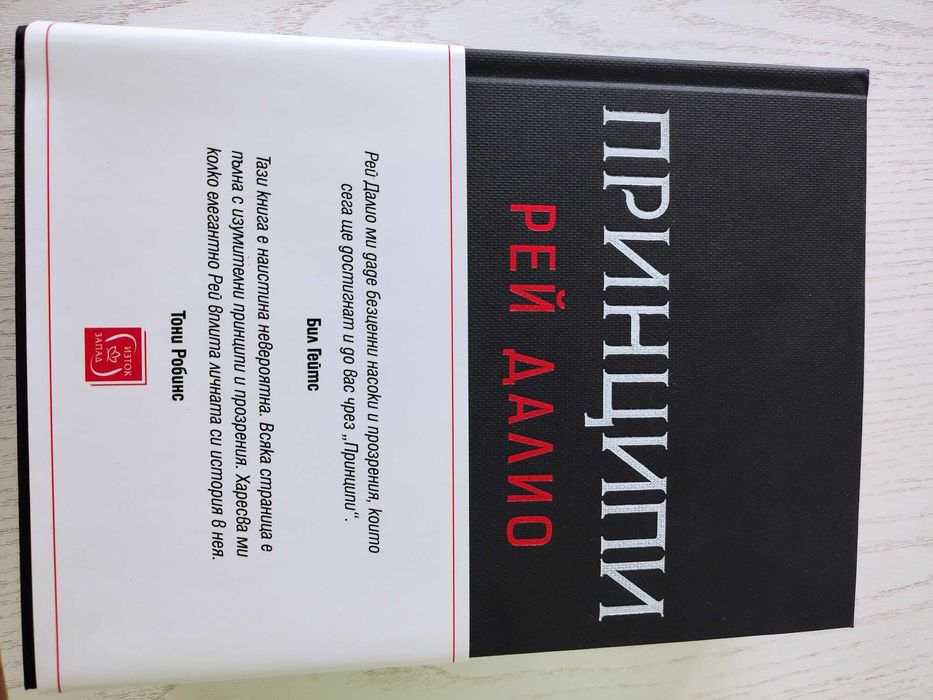 ПРИНЦИПИ
РЕЙ ДАЛИО
Рей Далио ми даде безценни насоки и прозрения, които
сега ще достигнат и до вас чрез „Принципи“.
Бил Гейтс
Тази книга е наистина невероятна. Всяка страница е
пълна с изумителни принципи и прозрения. Харесва ми
колко елегантно Рей вплита личната си история в нея.
Тони Робинс
ИЗТОК
ЗАПАД